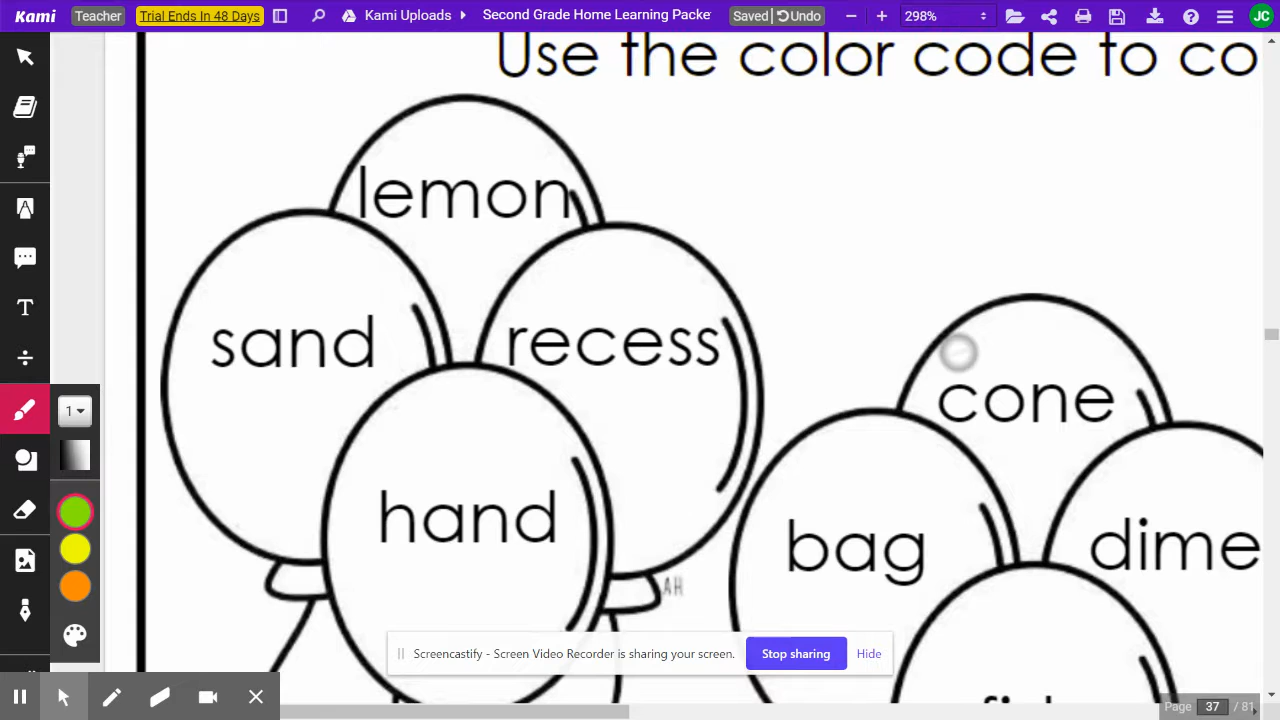 Kami Teacher Trial Ends In 48 Days Kami Uploads Second Grade Home Learning Packe Saved Undo 298% JC
Use the color code to co
lemon
sand
recess
cone
hand
bag
dime
AH
1
Screencastify - Screen Video Recorder is sharing your screen. Stop sharing Hide
Page 37 / 81